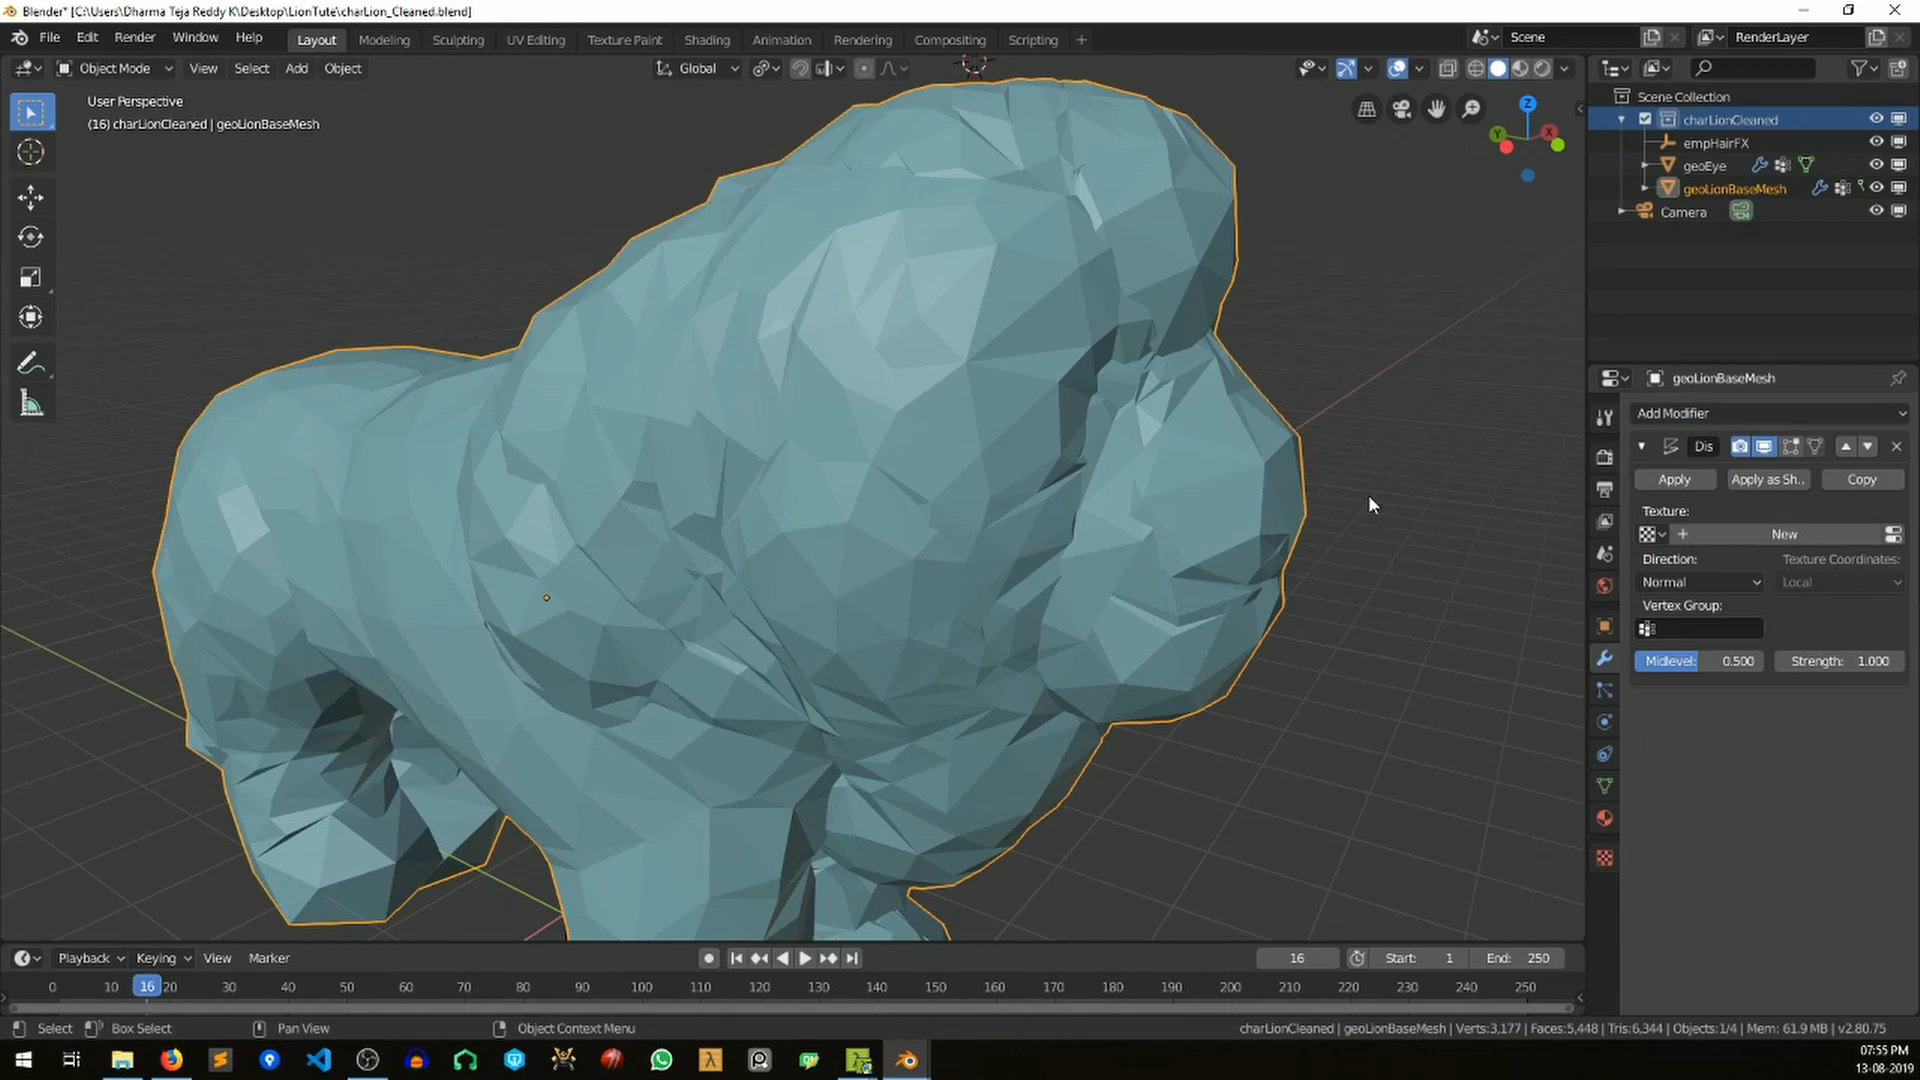 Blender* [C:\Users\Dharma Teja Reddy K\Desktop\LionTute\charLion_Cleaned.blend]
File Edit Render Window Help Layout Modeling Sculpting UV Editing Texture Paint Shading Animation Rendering Compositing Scripting + Scene RenderLayer
Object Mode View Select Add Object Global
User Perspective
(16) charLionCleaned | geoLionBaseMesh
Z
Y
X
Scene Collection
charLionCleaned
empHairFX
geoEye
geoLionBaseMesh
Camera
geoLionBaseMesh
Add Modifier
Dis
Apply Apply as Sh.. Copy
Texture:
New
Direction: Texture Coordinates:
Normal Local
Vertex Group:
Midlevel: 0.500 Strength: 1.000
Playback Keying View Marker 16 Start: 1 End: 250
0 10 16 20 30 40 50 60 70 80 90 100 110 120 130 140 150 160 170 180 190 200 210 220 230 240 250
Select Box Select Pan View Object Context Menu charLionCleaned | geoLionBaseMesh | Verts:3,177 | Faces:5,448 | Tris:6,344 | Objects:1/4 | Mem: 61.9 MB | v2.80.75
07:55 PM
13-08-2019